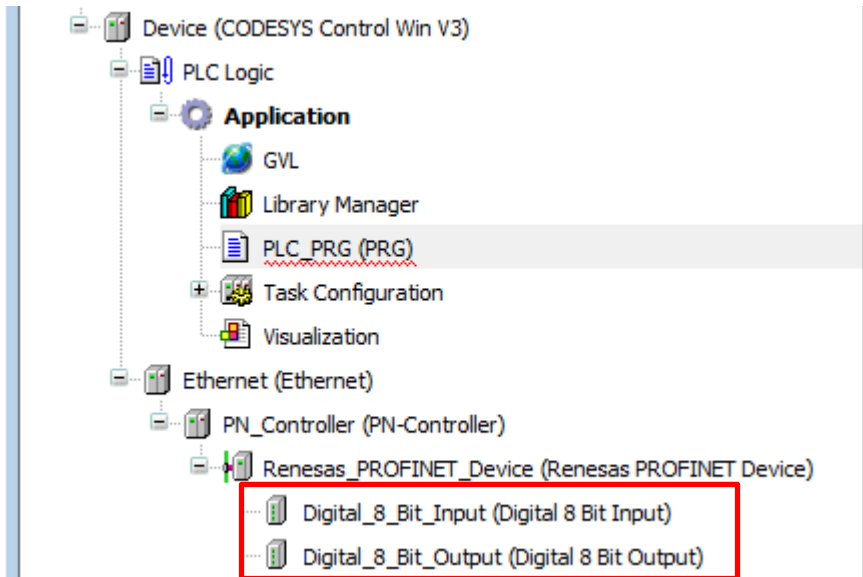 Device (CODESYS Control Win V3)
PLC Logic
Application
GVL
Library Manager
PLC_PRG (PRG)
Task Configuration
Visualization
Ethernet (Ethernet)
PN_Controller (PN-Controller)
Renesas_PROFINET_Device (Renesas PROFINET Device)
Digital_8_Bit_Input (Digital 8 Bit Input)
Digital_8_Bit_Output (Digital 8 Bit Output)